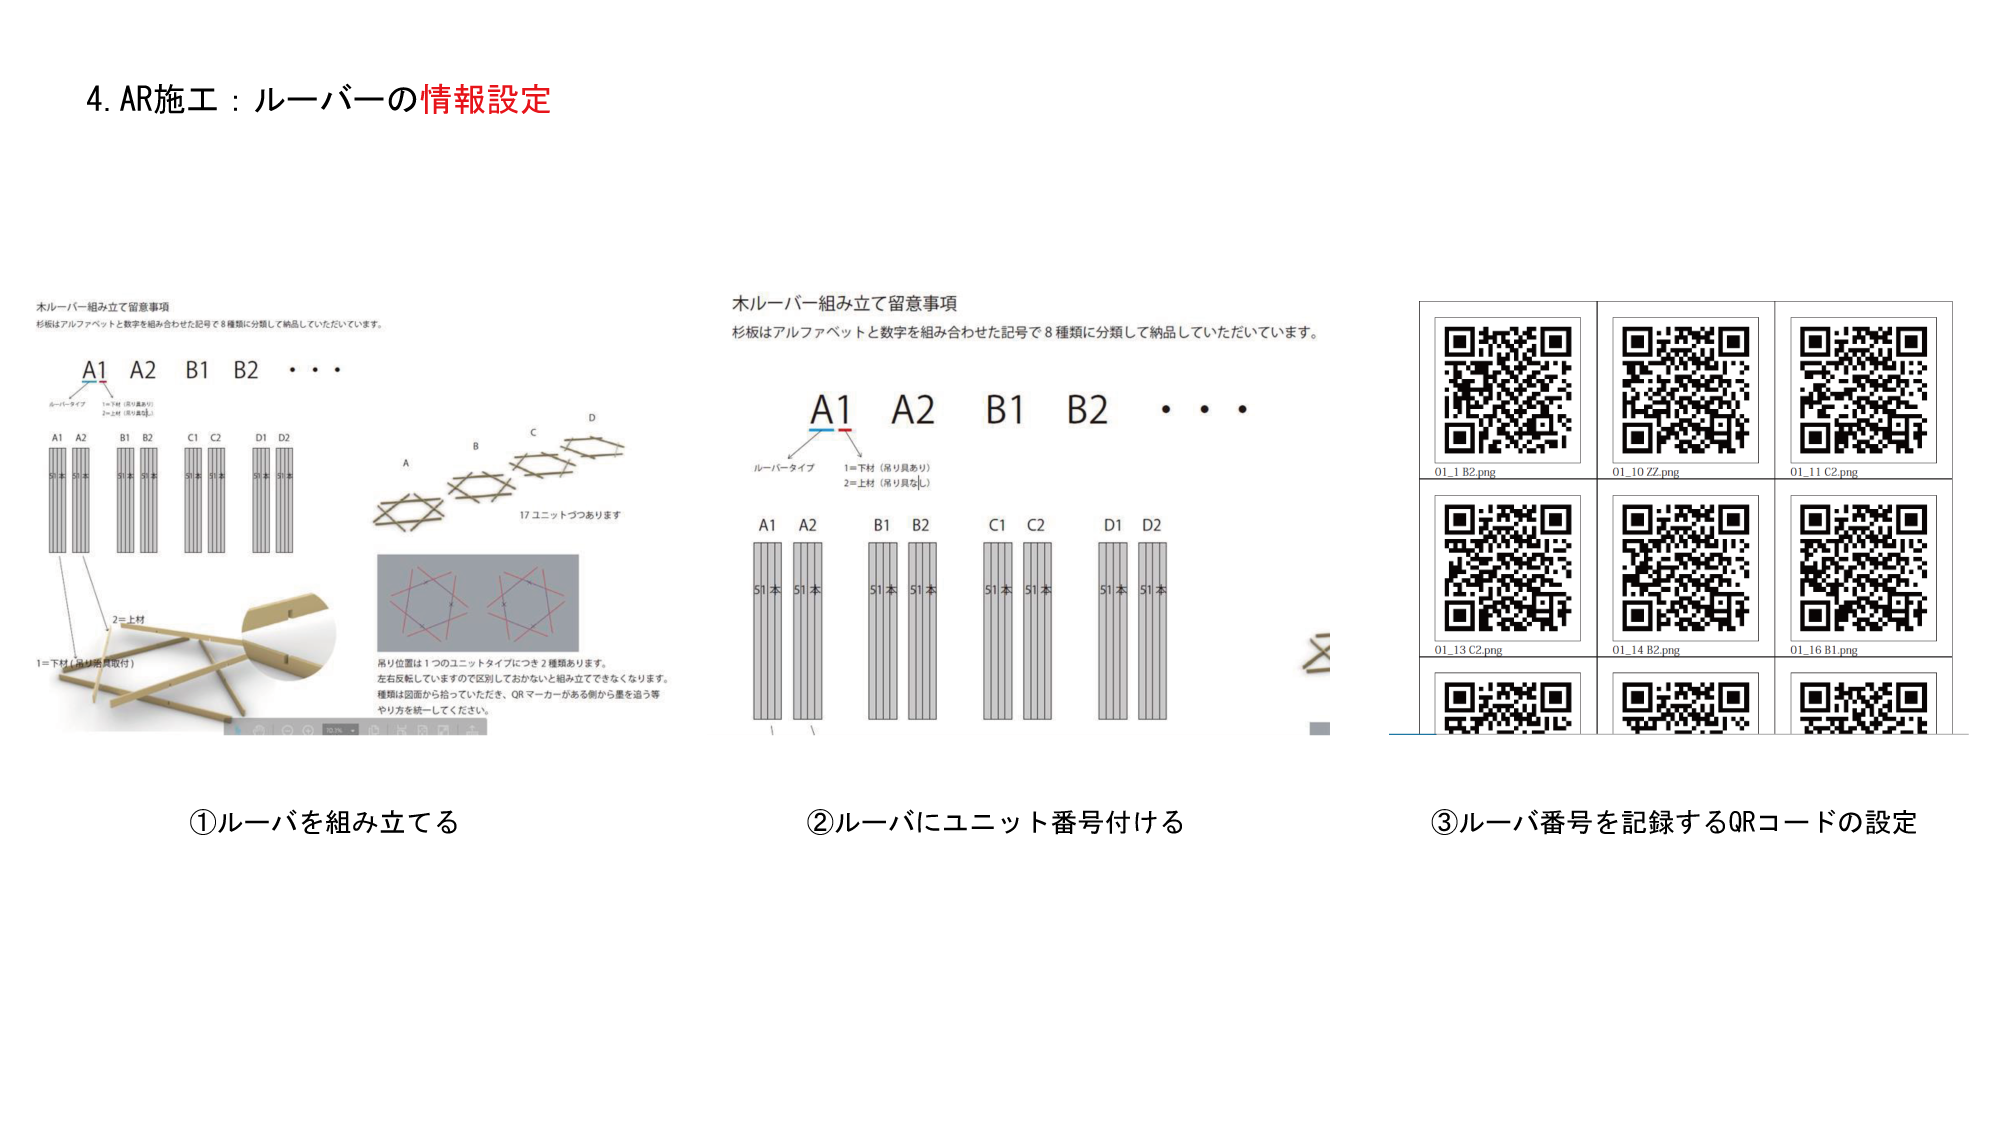 4. AR施工：ルーバーの情報設定
木ルーバー組み立て留意事項
杉板はアルファベットと数字を組み合わせた記号で8種類に分類して納品していただいています。
A1 A2 B1 B2 ・・・
ルーバータイプ
1=下材（吊り具あり）
2=上材（吊り具なし）
A1 A2 B1 B2 C1 C2 D1 D2
51本 51本 51本 51本 51本 51本 51本 51本
A B C D
17ユニットづつあります
2=上材
1=下材(吊り治具取付)
吊り位置は1つのユニットタイプにつき2種類あります。
左右反転していますので区別しておかないと組み立てできなくなります。
種類は図面から拾っていただき、QRマーカーがある側から墨を追う等
やり方を統一してください。
①ルーバを組み立てる
木ルーバー組み立て留意事項
杉板はアルファベットと数字を組み合わせた記号で8種類に分類して納品していただいています。
A1 A2 B1 B2 ・・・
ルーバータイプ
1=下材（吊り具あり）
2=上材（吊り具なし）
A1 A2 B1 B2 C1 C2 D1 D2
51本 51本 51本 51本 51本 51本 51本 51本
②ルーバにユニット番号付ける
01_1 B2.png 01_10 ZZ.png 01_11 C2.png
01_13 C2.png 01_14 B2.png 01_16 B1.png
③ルーバ番号を記録するQRコードの設定